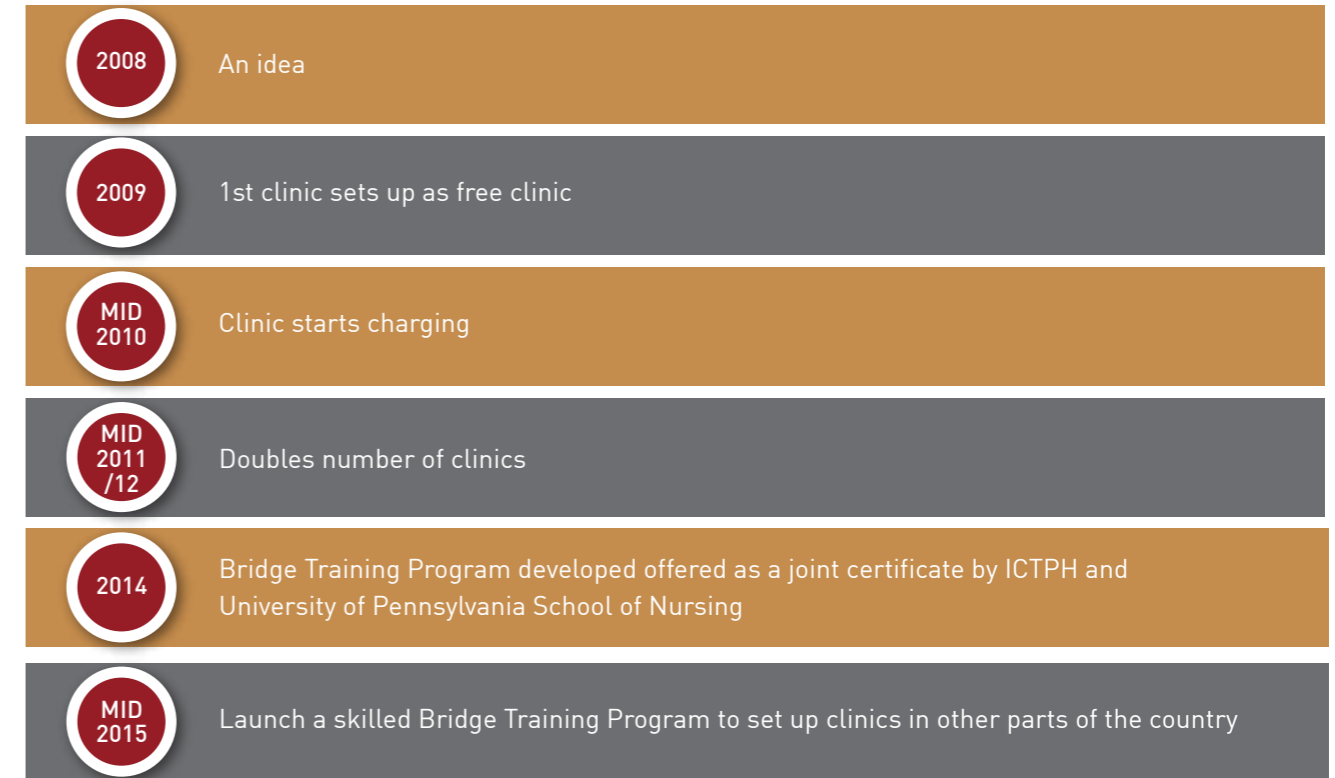 2008
An idea
2009
1st clinic sets up as free clinic
MID
2010
Clinic starts charging
MID
2011
/12
Doubles number of clinics
2014
Bridge Training Program developed offered as a joint certificate by ICTPH and
University of Pennsylvania School of Nursing
MID
2015
Launch a skilled Bridge Training Program to set up clinics in other parts of the country